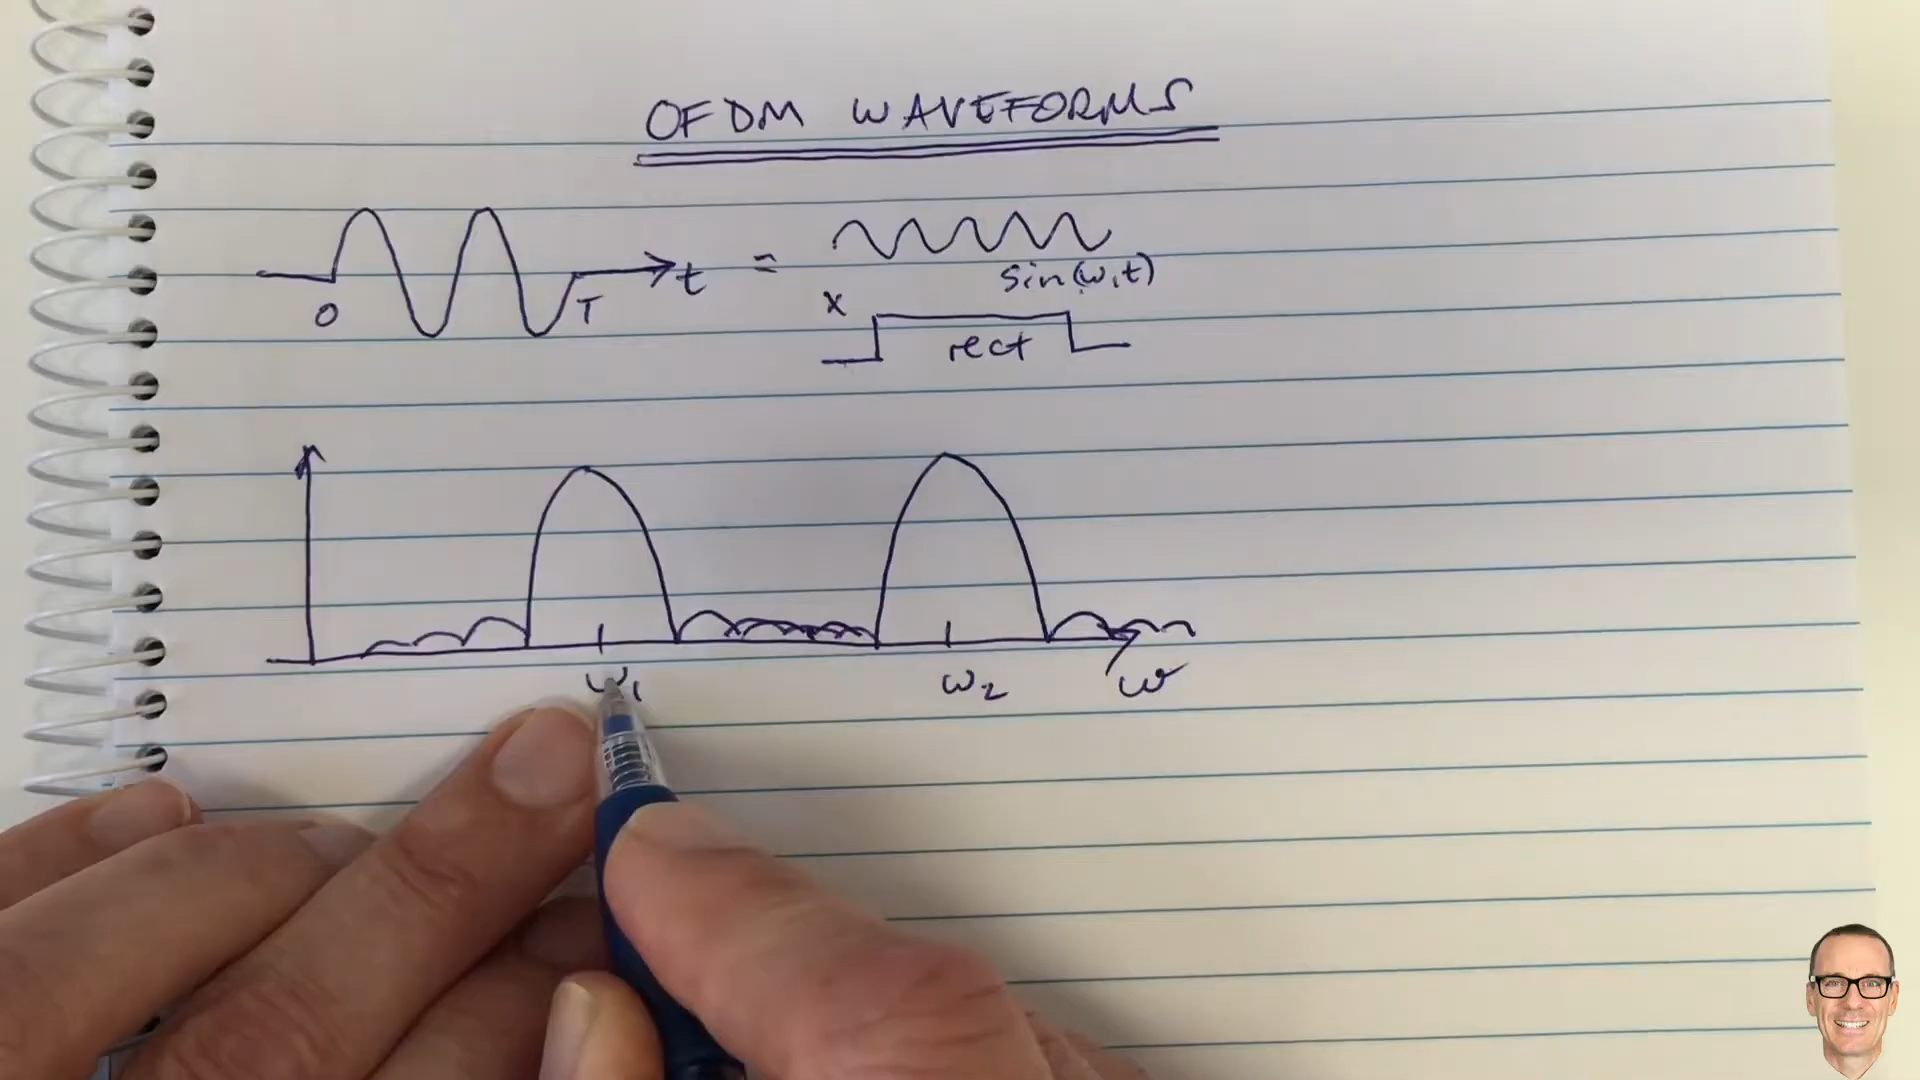 OFDM WAVEFORMS
0 T t = sin(ω₁t)
x
rect
ω₁ ω₂ ω